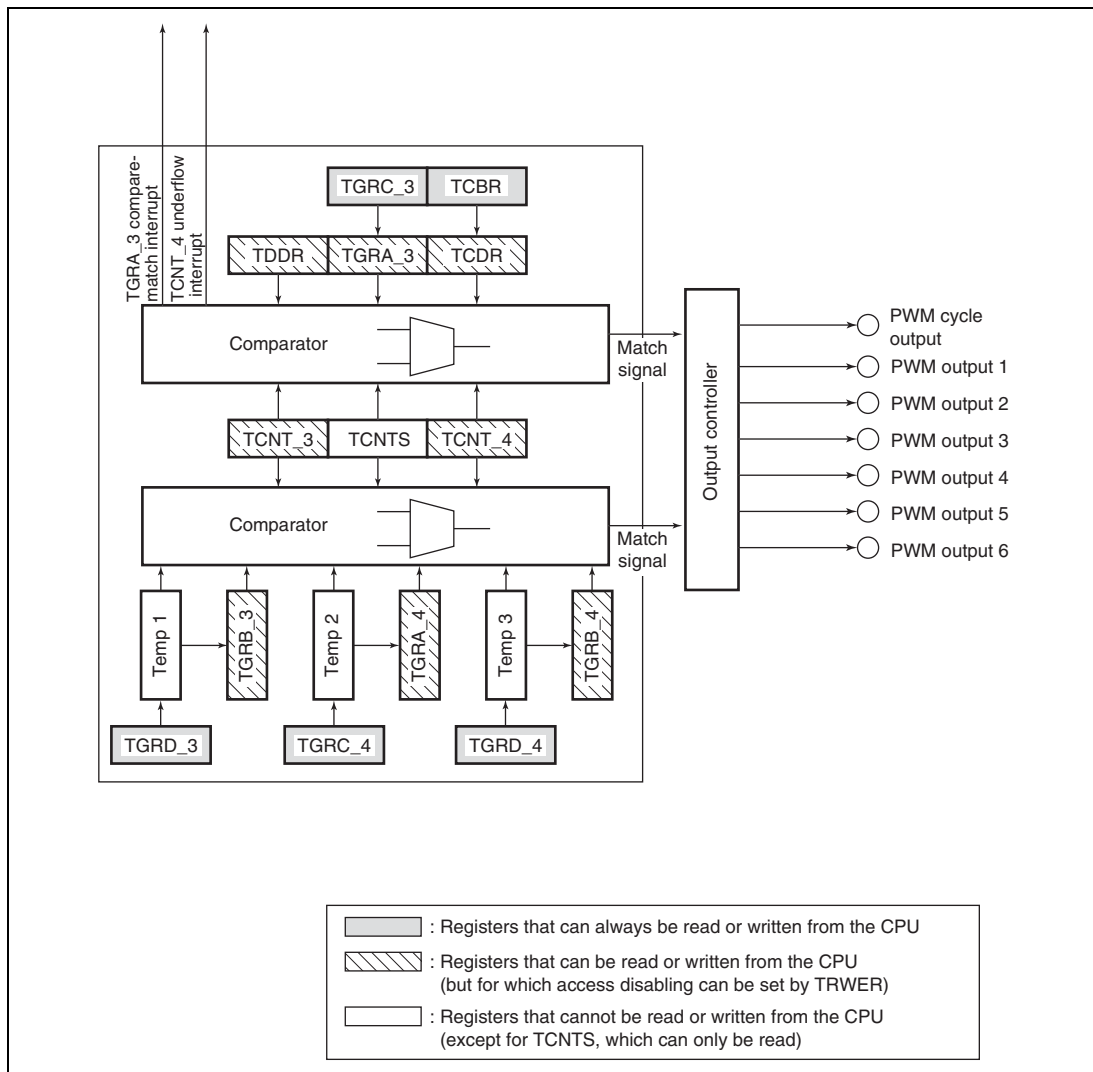 TGRA_3 compare-
match interrupt
TCNT_4 underflow
interrupt
TGRC_3
TCBR
TDDR
TGRA_3
TCDR
Comparator
Match
signal
TCNT_3
TCNTS
TCNT_4
Comparator
Match
signal
Output controller
PWM cycle
output
PWM output 1
PWM output 2
PWM output 3
PWM output 4
PWM output 5
PWM output 6
Temp 1
TGRB_3
Temp 2
TGRA_4
Temp 3
TGRB_4
TGRD_3
TGRC_4
TGRD_4
: Registers that can always be read or written from the CPU
: Registers that can be read or written from the CPU
(but for which access disabling can be set by TRWER)
: Registers that cannot be read or written from the CPU
(except for TCNTS, which can only be read)